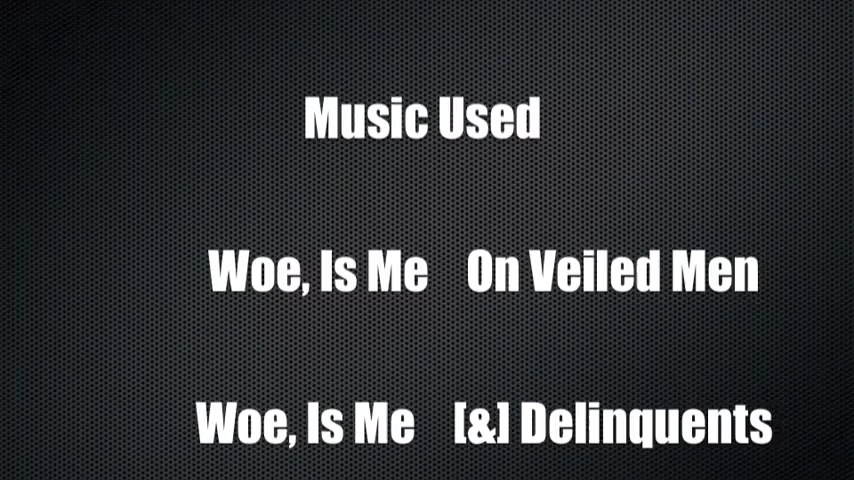 Music Used
Woe, Is Me On Veiled Men
Woe, Is Me [&] Delinquents